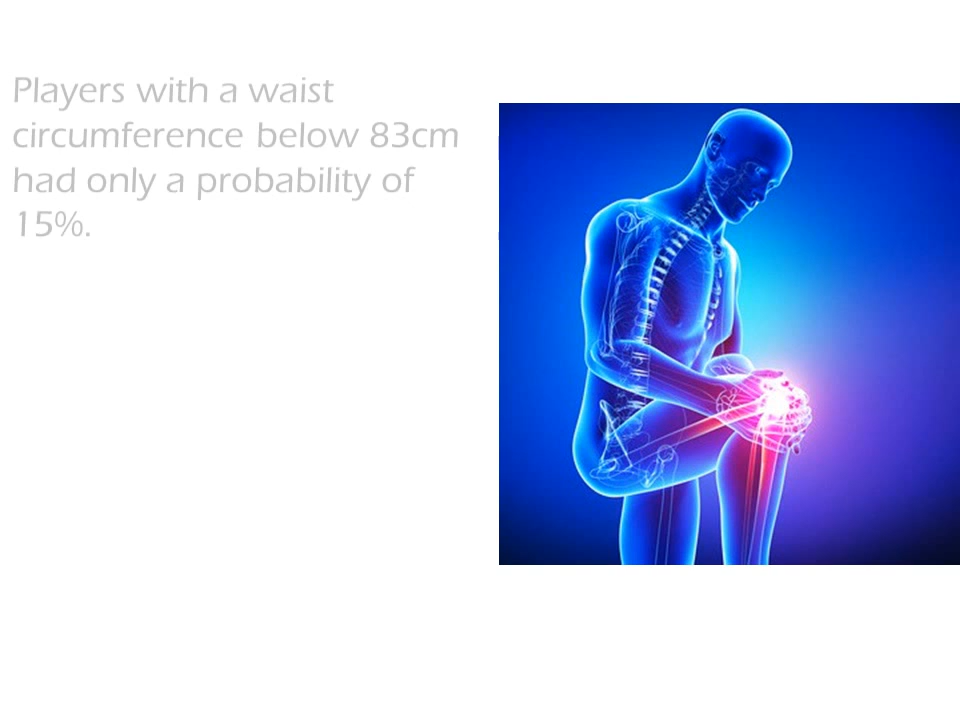 Players with a waist
circumference below 83cm
had only a probability of
15%.